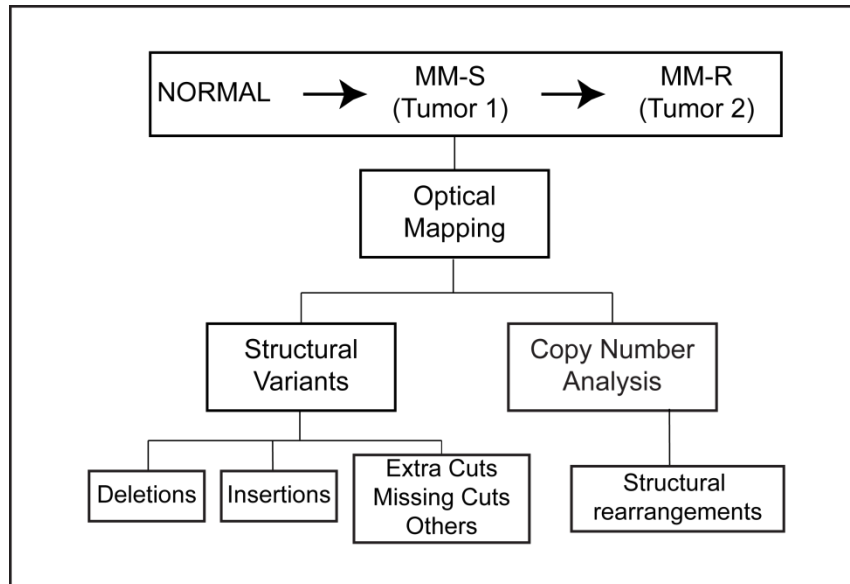 NORMAL
MM-S
(Tumor 1)
MM-R
(Tumor 2)
Optical
Mapping
Structural
Variants
Copy Number
Analysis
Deletions
Insertions
Extra Cuts
Missing Cuts
Others
Structural
rearrangements